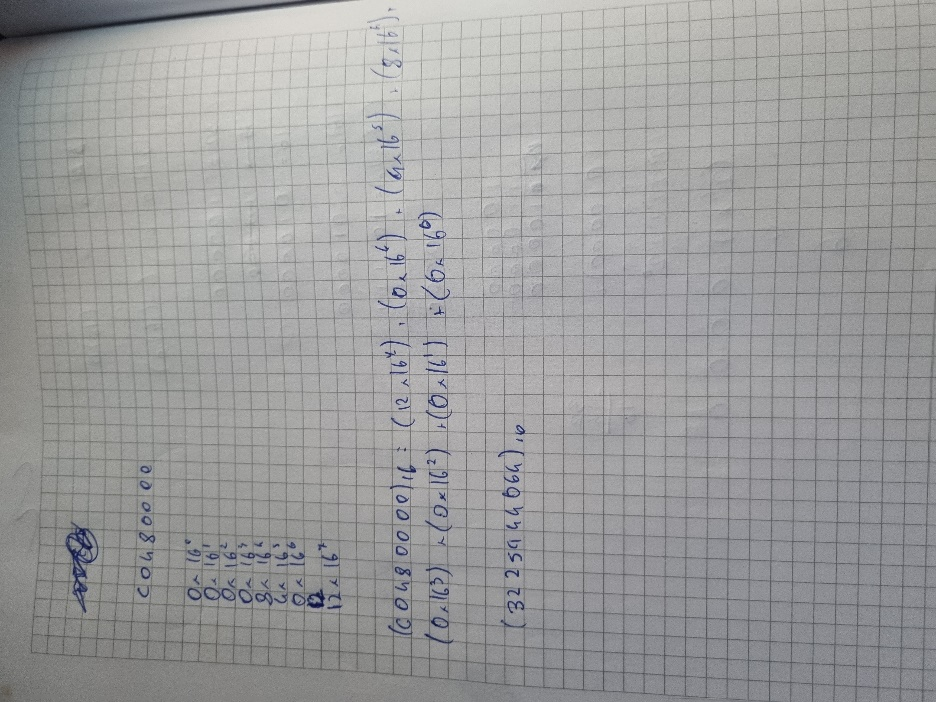 C0480000
0 × 16⁰
0 × 16¹
0 × 16²
0 × 16³
8 × 16⁴
4 × 16⁵
0 × 16⁶
12 × 16⁷
(C0480000)₁₆ = (12 × 16⁷) + (0 × 16⁶) + (4 × 16⁵) + (8 × 16⁴) +
(0 × 16³) + (0 × 16²) + (0 × 16¹) + (0 × 16⁰)
(3225944064)₁₀